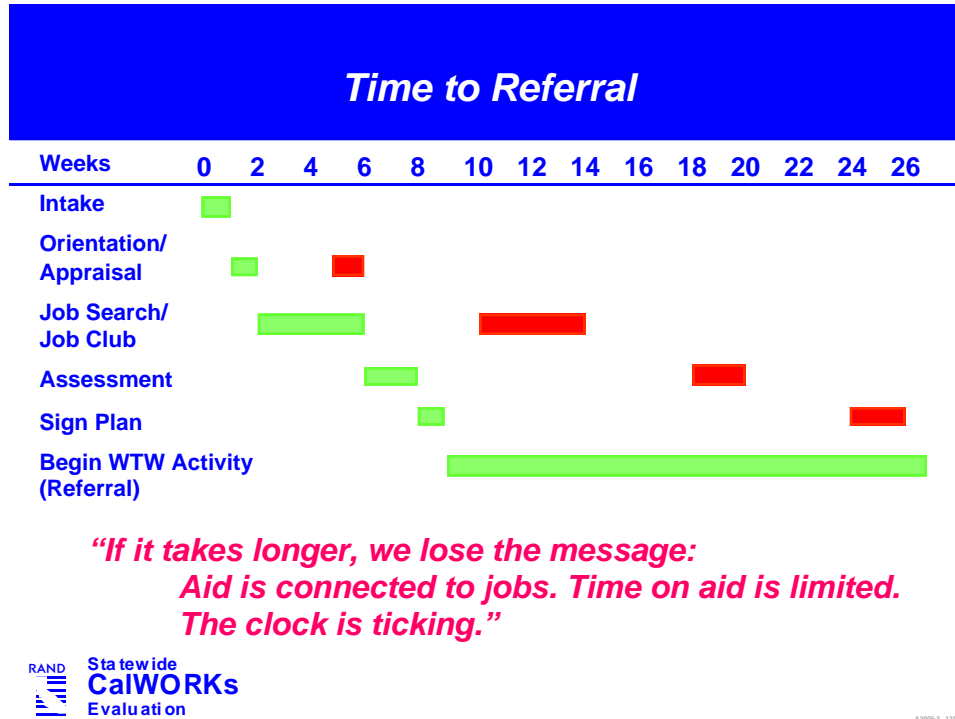 Time to Referral
Weeks 0 2 4 6 8 10 12 14 16 18 20 22 24 26
Intake
Orientation/
Appraisal
Job Search/
Job Club
Assessment
Sign Plan
Begin WTW Activity
(Referral)
“If it takes longer, we lose the message:
Aid is connected to jobs. Time on aid is limited.
The clock is ticking.”
RAND
Statewide
CalWORKs
Evaluation